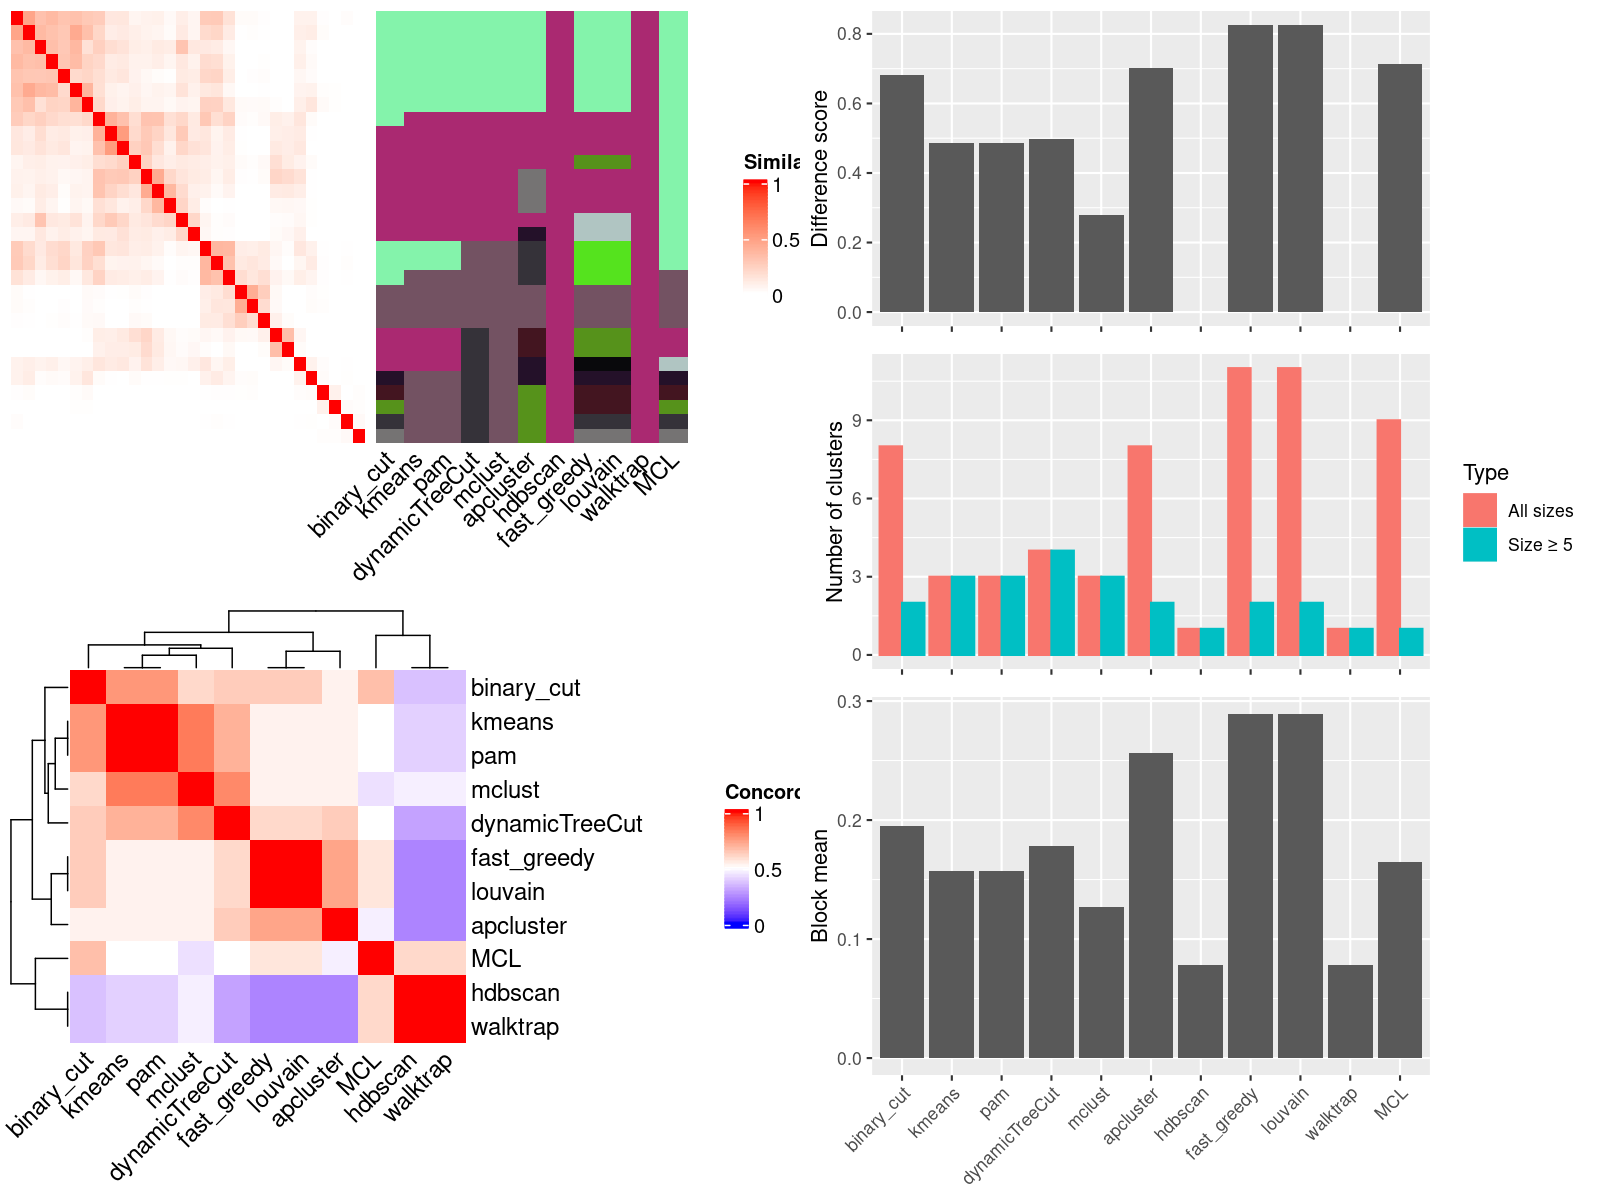 Simila
1
0.5
0
binary_cut
kmeans
pam
dynamicTreeCut
mclust
apcluster
hdbscan
fast_greedy
louvain
walktrap
MCL
binary_cut
kmeans
pam
mclust
dynamicTreeCut
fast_greedy
louvain
apcluster
MCL
hdbscan
walktrap
binary_cut
kmeans
pam
mclust
dynamicTreeCut
fast_greedy
louvain
apcluster
MCL
hdbscan
walktrap
Concord
1
0.5
0
Difference score
0.8
0.6
0.4
0.2
0.0
Number of clusters
9
6
3
0
Type
All sizes
Size ≥ 5
Block mean
0.3
0.2
0.1
0.0
binary_cut
kmeans
pam
dynamicTreeCut
mclust
apcluster
hdbscan
fast_greedy
louvain
walktrap
MCL